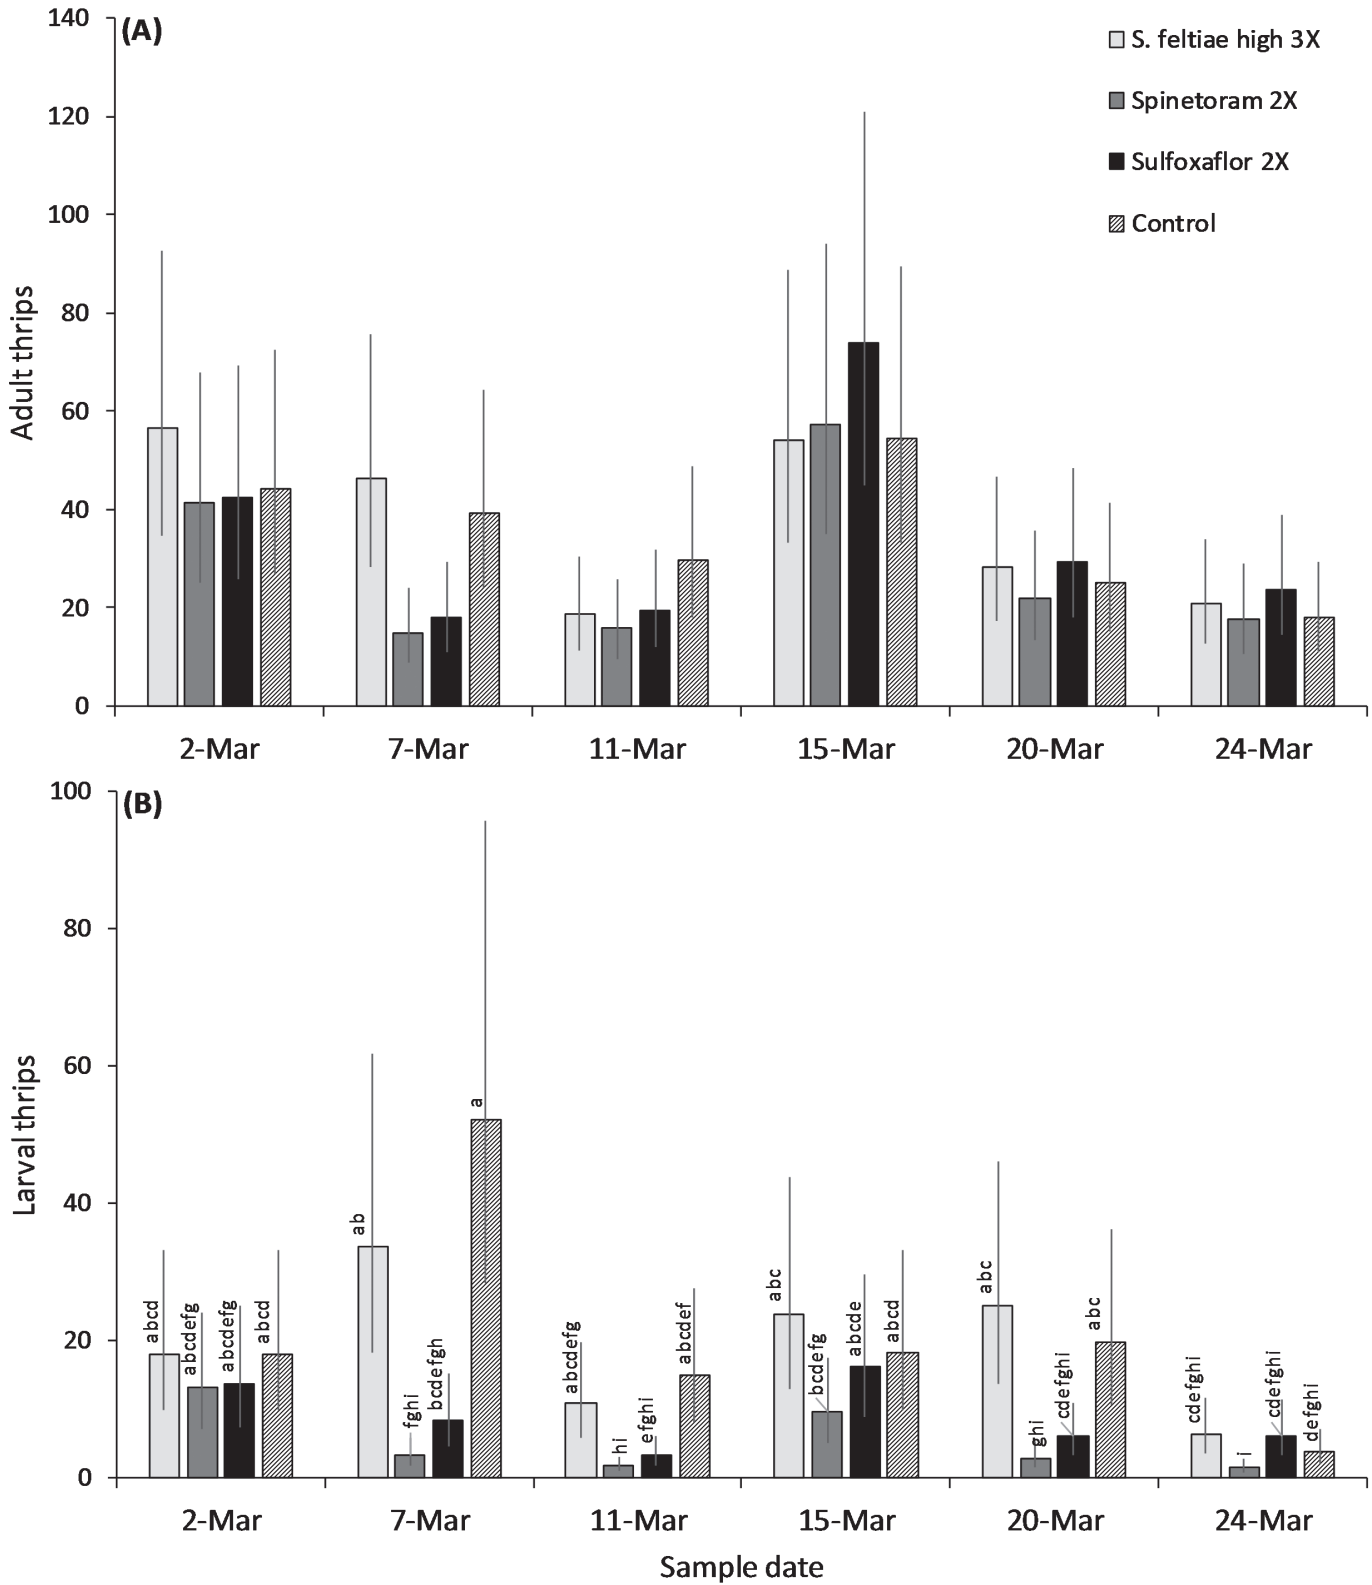 (A)
140
120
100
80
60
40
20
0
Adult thrips
S. feltiae high 3X
Spinetoram 2X
Sulfoxaflor 2X
Control
2-Mar 7-Mar 11-Mar 15-Mar 20-Mar 24-Mar
(B)
100
80
60
40
20
0
Larval thrips
abcd
abcdefg
abcdefg
abcd
ab
fghi
bcdefgh
a
abcdefg
hi
efghi
abcdef
abc
bcdefg
abcde
abcd
abc
ghi
cdefghi
abc
cdefghi
i
cdefghi
defghi
2-Mar 7-Mar 11-Mar 15-Mar 20-Mar 24-Mar
Sample date